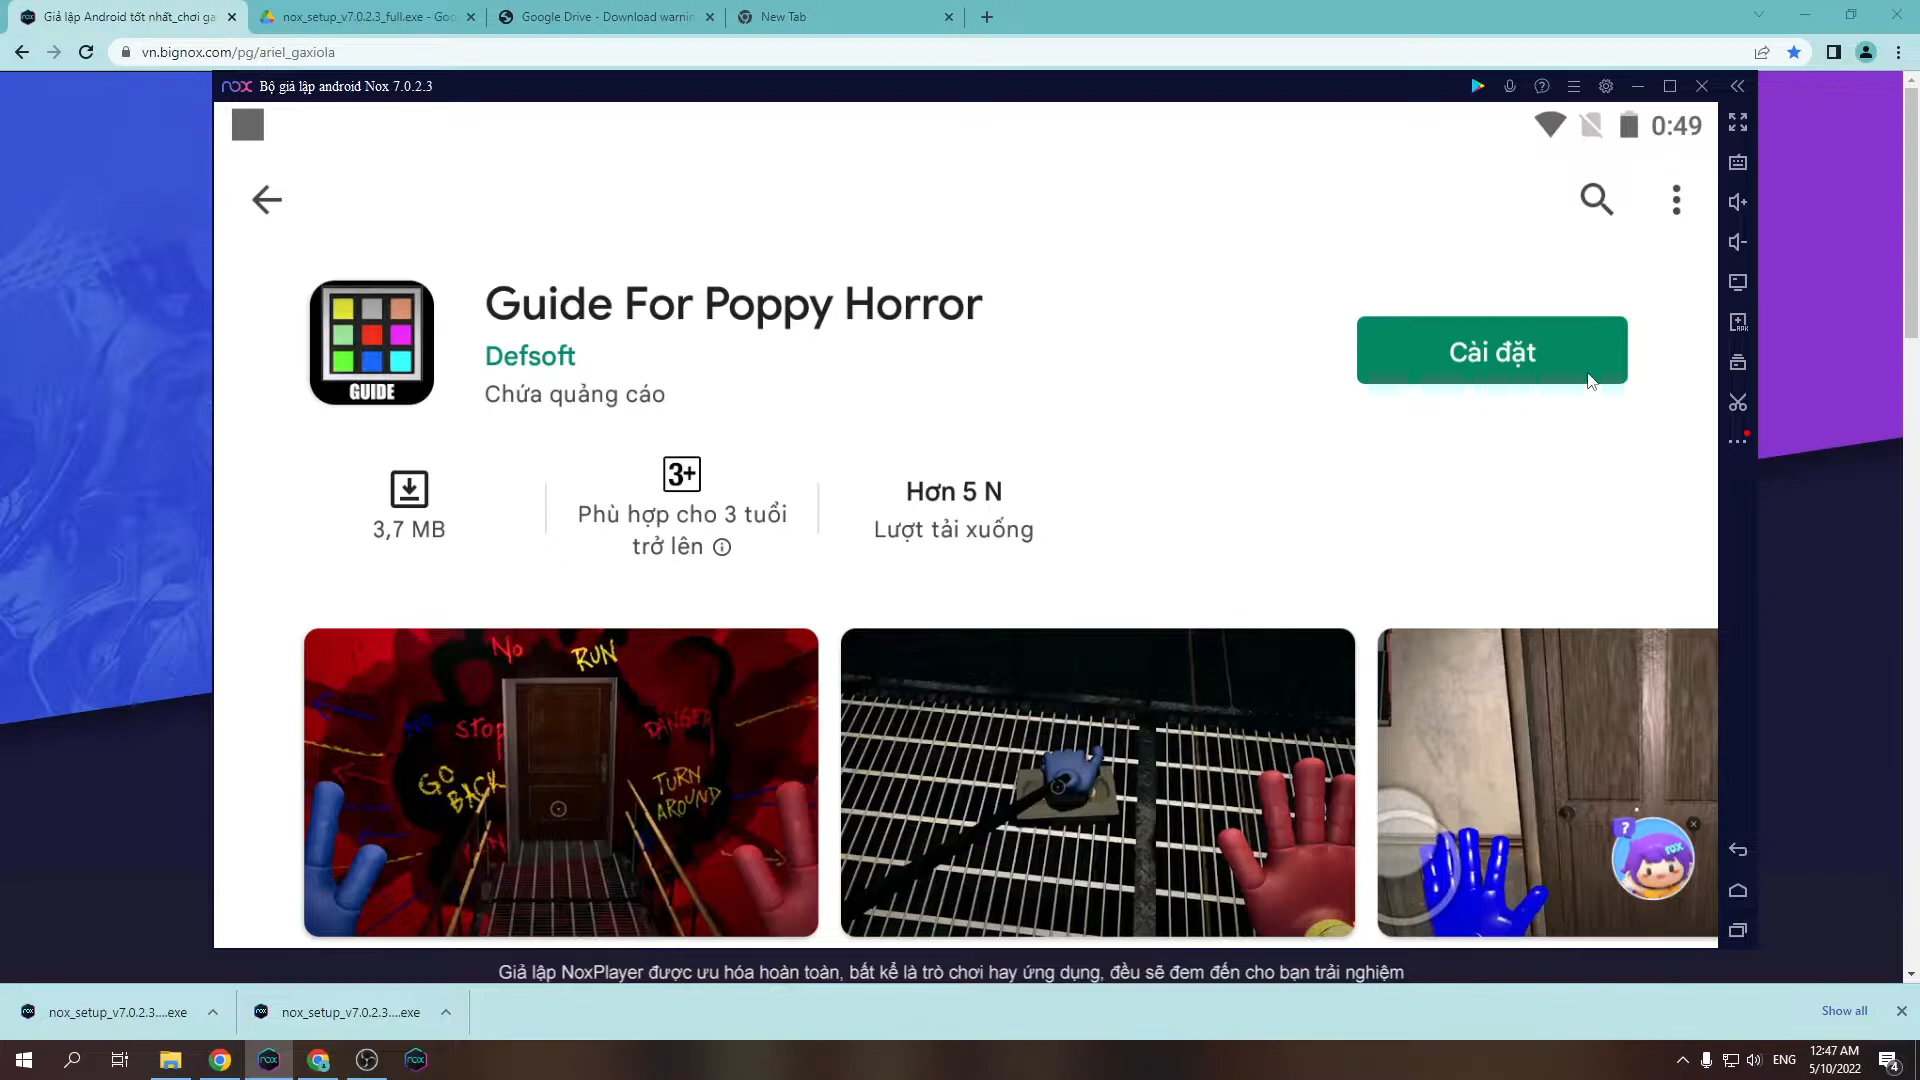 Giả lập Android tốt nhất_chơi ga
nox_setup_v7.0.2.3_full.exe - Goo
Google Drive - Download warnin
New Tab
vn.bignox.com/pg/ariel_gaxiola
nox Bộ giả lập android Nox 7.0.2.3
0:49
Guide For Poppy Horror
Defsoft
Chứa quảng cáo
Cài đặt
GUIDE
3,7 MB
3+
Phù hợp cho 3 tuổi
trở lên
Hơn 5 N
Lượt tải xuống
No
RUN
NO
STOP
DANGER
GO
BACK
TURN
AROUND
?
nox
Giả lập NoxPlayer được ưu hóa hoàn toàn, bất kể là trò chơi hay ứng dụng, đều sẽ đem đến cho bạn trải nghiệm
nox_setup_v7.0.2.3....exe
nox_setup_v7.0.2.3....exe
Show all
ENG
12:47 AM
5/10/2022
4